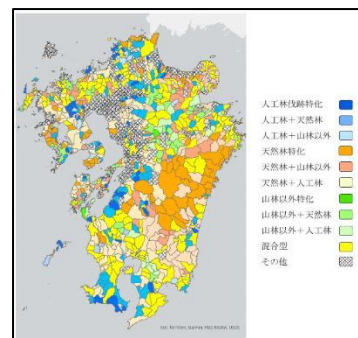 人工林伐跡特化
人工林＋天然林
人工林＋山林以外
天然林特化
天然林＋山林以外
天然林＋人工林
山林以外特化
山林以外＋天然林
山林以外＋人工林
混合型
その他